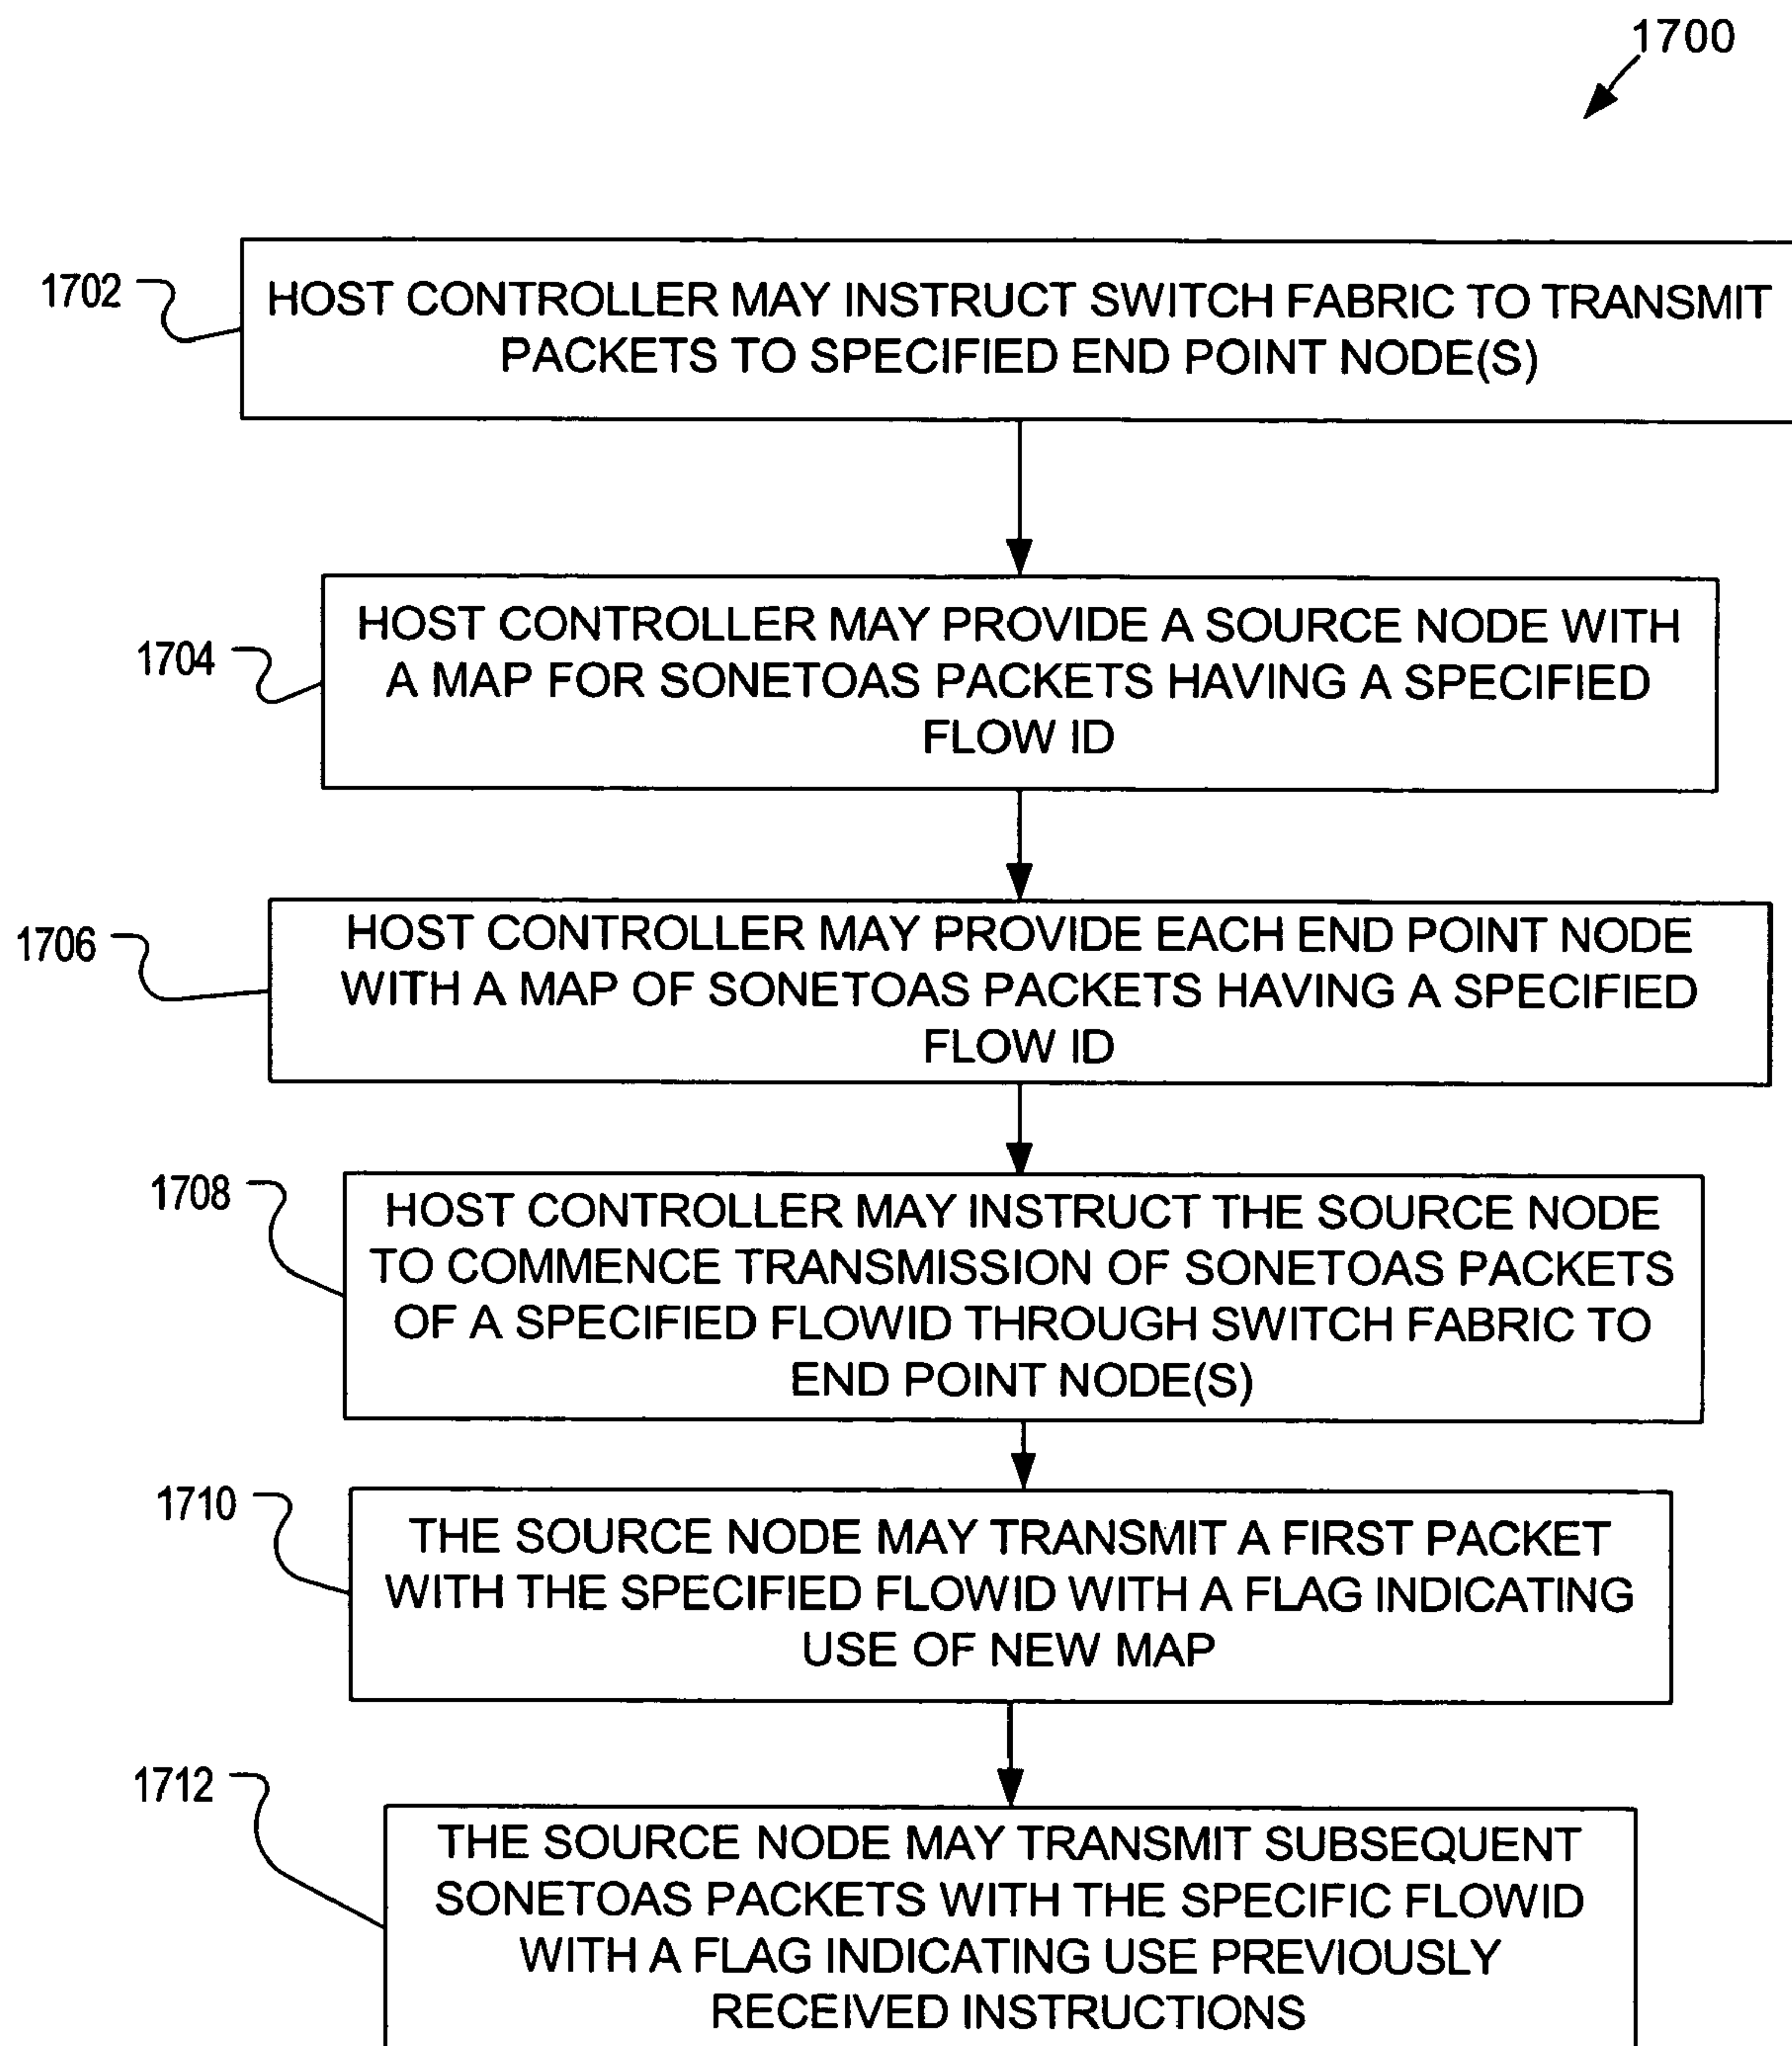 1700
1702
HOST CONTROLLER MAY INSTRUCT SWITCH FABRIC TO TRANSMIT
PACKETS TO SPECIFIED END POINT NODE(S)
1704
HOST CONTROLLER MAY PROVIDE A SOURCE NODE WITH
A MAP FOR SONETOAS PACKETS HAVING A SPECIFIED
FLOW ID
1706
HOST CONTROLLER MAY PROVIDE EACH END POINT NODE
WITH A MAP OF SONETOAS PACKETS HAVING A SPECIFIED
FLOW ID
1708
HOST CONTROLLER MAY INSTRUCT THE SOURCE NODE
TO COMMENCE TRANSMISSION OF SONETOAS PACKETS
OF A SPECIFIED FLOWID THROUGH SWITCH FABRIC TO
END POINT NODE(S)
1710
THE SOURCE NODE MAY TRANSMIT A FIRST PACKET
WITH THE SPECIFIED FLOWID WITH A FLAG INDICATING
USE OF NEW MAP
1712
THE SOURCE NODE MAY TRANSMIT SUBSEQUENT
SONETOAS PACKETS WITH THE SPECIFIC FLOWID
WITH A FLAG INDICATING USE PREVIOUSLY
RECEIVED INSTRUCTIONS